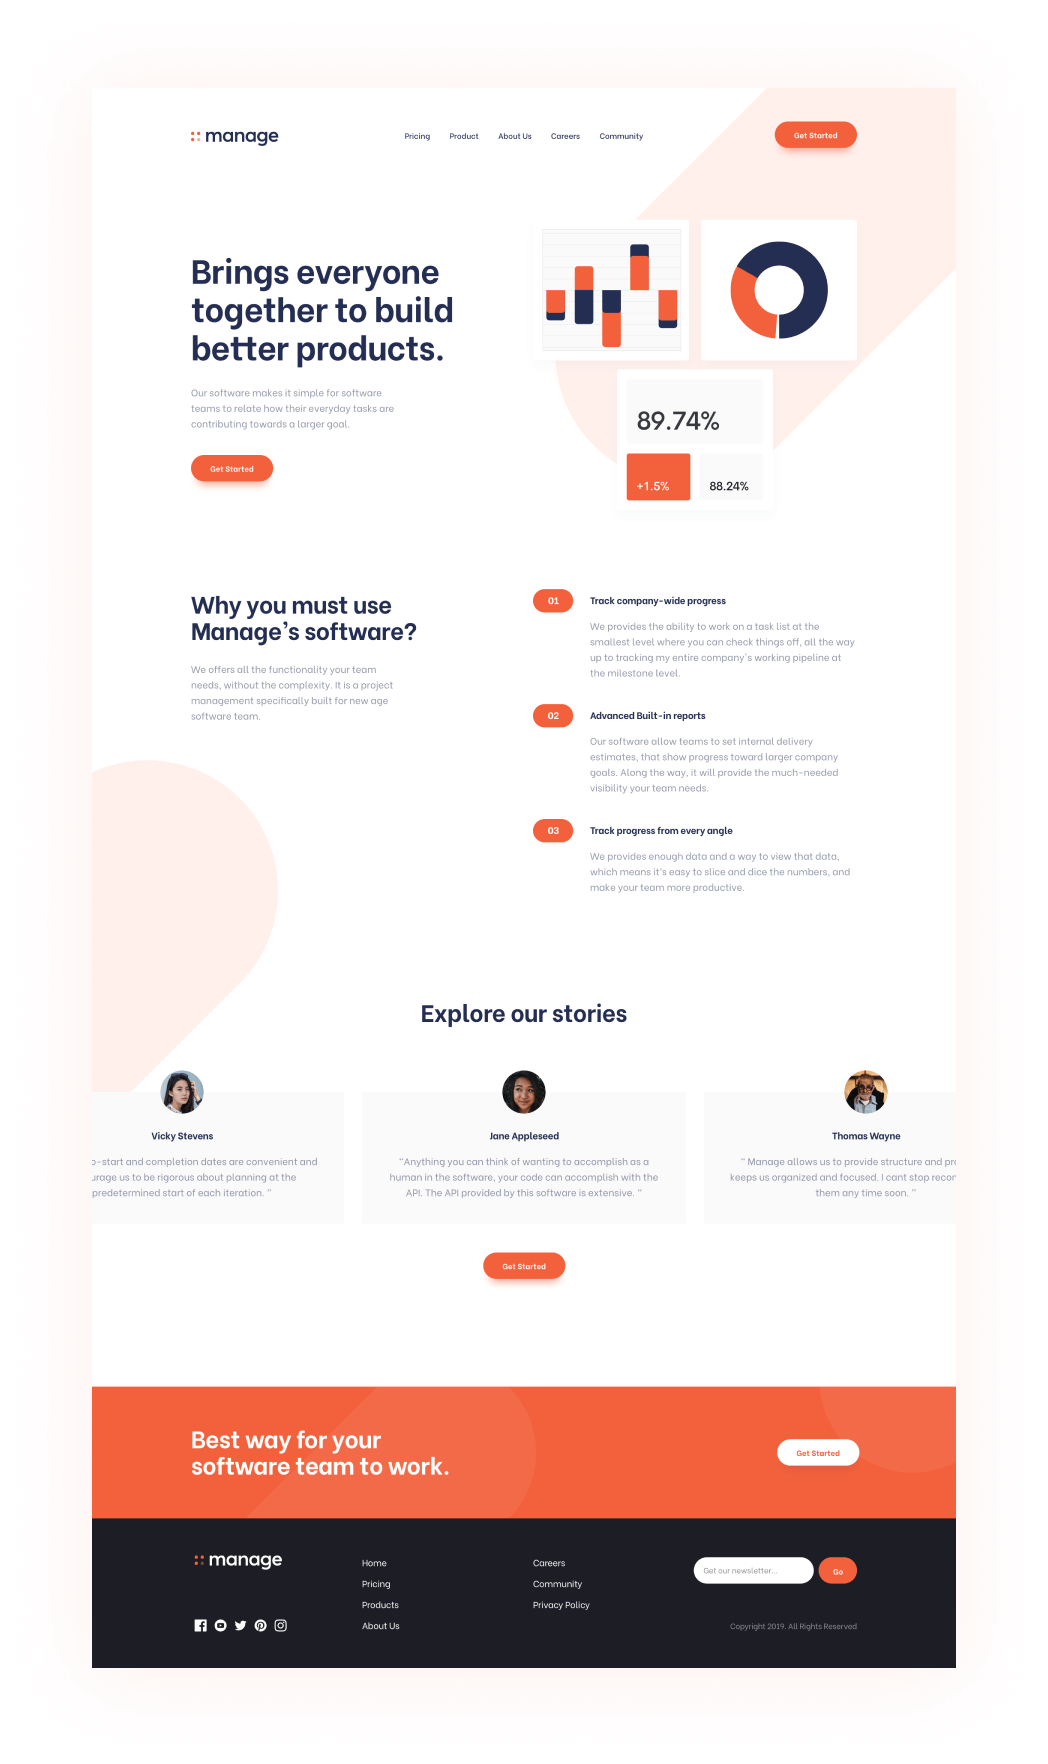 manage
Pricing
Product
About Us
Careers
Community
Get Started
Brings everyone
together to build
better products.
Our software makes it simple for software
teams to relate how their everyday tasks are
contributing towards a larger goal.
Get Started
89.74%
+1.5%
88.24%
Why you must use
Manage's software?
We offers all the functionality your team
needs, without the complexity. It is a project
management specifically built for new age
software team.
01
Track company-wide progress
We provides the ability to work on a task list at the
smallest level where you can check things off, all the way
up to tracking my entire company's working pipeline at
the milestone level.
02
Advanced Built-in reports
Our software allow teams to set internal delivery
estimates, that show progress toward larger company
goals. Along the way, it will provide the much-needed
visibility your team needs.
03
Track progress from every angle
We provides enough data and a way to view that data,
which means it's easy to slice and dice the numbers, and
make your team more productive.
Explore our stories
Vicky Stevens
-start and completion dates are convenient and
us to be rigorous about planning at the
predetermined start of each iteration. "
Jane Appleseed
"Anything you can think of wanting to accomplish as a
human in the software, your code can accomplish with the
API. The API provided by this software is extensive. "
Thomas Wayne
" Manage allows us to provide structure and
keeps us organized and focused. I cant stop
them any time soon. "
Get Started
Best way for your
software team to work.
Get Started
manage
Home
Pricing
Products
About Us
Careers
Community
Privacy Policy
Get our newsletter...
Go
Copyright 2019. All Rights Reserved